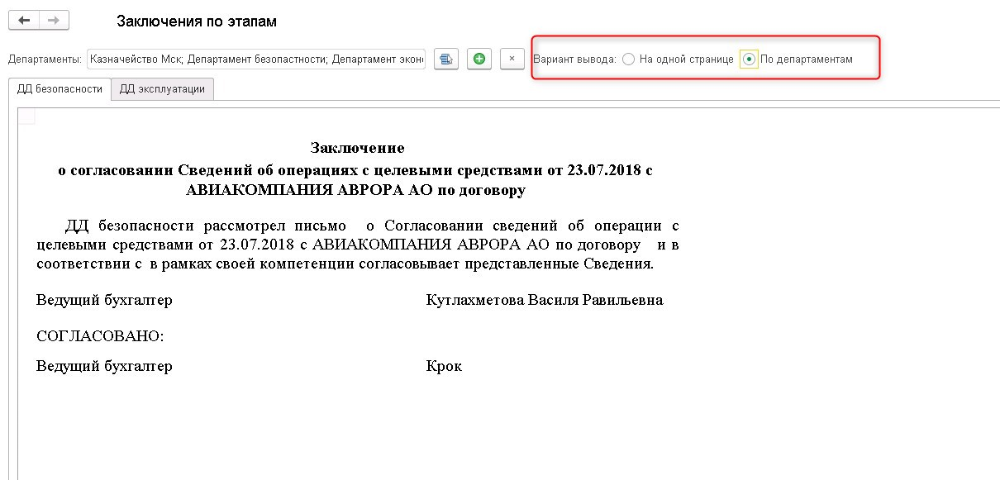 Заключения по этапам
Департаменты: Казначейство Мск; Департамент безопастности; Департамент экон Вариант вывода: На одной странице По департаментам
ДД безопасности ДД эксплуатации
Заключение
о согласовании Сведений об операциях с целевыми средствами от 23.07.2018 с
АВИАКОМПАНИЯ АВРОРА АО по договору
ДД безопасности рассмотрел письмо о Согласовании сведений об операции с
целевыми средствами от 23.07.2018 с АВИАКОМПАНИЯ АВРОРА АО по договору и в
соответствии с в рамках своей компетенции согласовывает представленные Сведения.
Ведущий бухгалтер Кутлахметова Василя Равильевна
СОГЛАСОВАНО:
Ведущий бухгалтер Крок